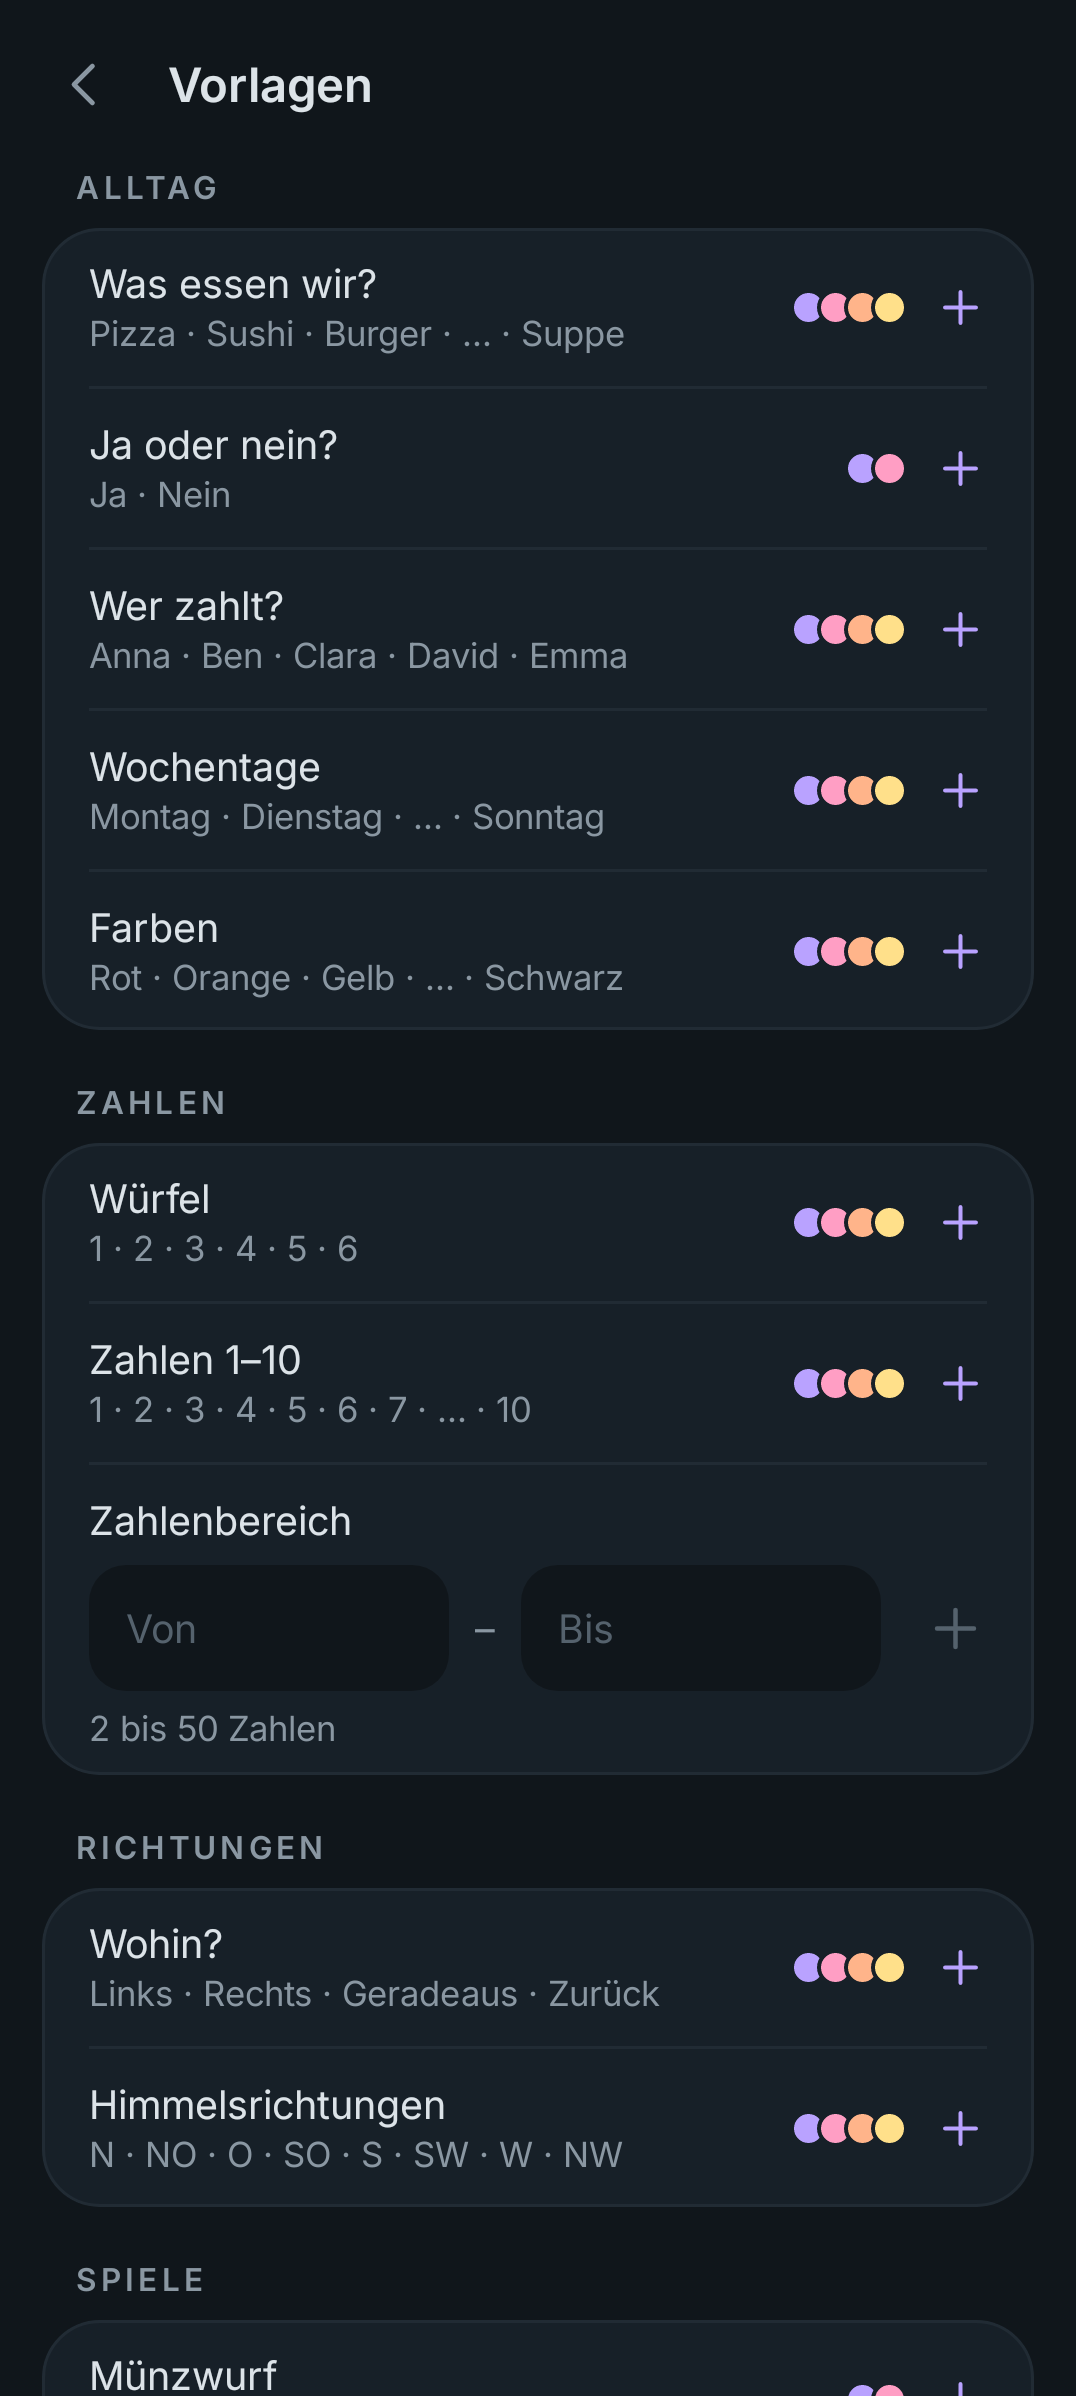 Vorlagen
ALLTAG
Was essen wir?
Pizza · Sushi · Burger · ... · Suppe
Ja oder nein?
Ja · Nein
Wer zahlt?
Anna · Ben · Clara · David · Emma
Wochentage
Montag · Dienstag · ... · Sonntag
Farben
Rot · Orange · Gelb · ... · Schwarz
ZAHLEN
Würfel
1 · 2 · 3 · 4 · 5 · 6
Zahlen 1–10
1 · 2 · 3 · 4 · 5 · 6 · 7 · ... · 10
Zahlenbereich
Von – Bis
2 bis 50 Zahlen
RICHTUNGEN
Wohin?
Links · Rechts · Geradeaus · Zurück
Himmelsrichtungen
N · NO · O · SO · S · SW · W · NW
SPIELE
Münzwurf